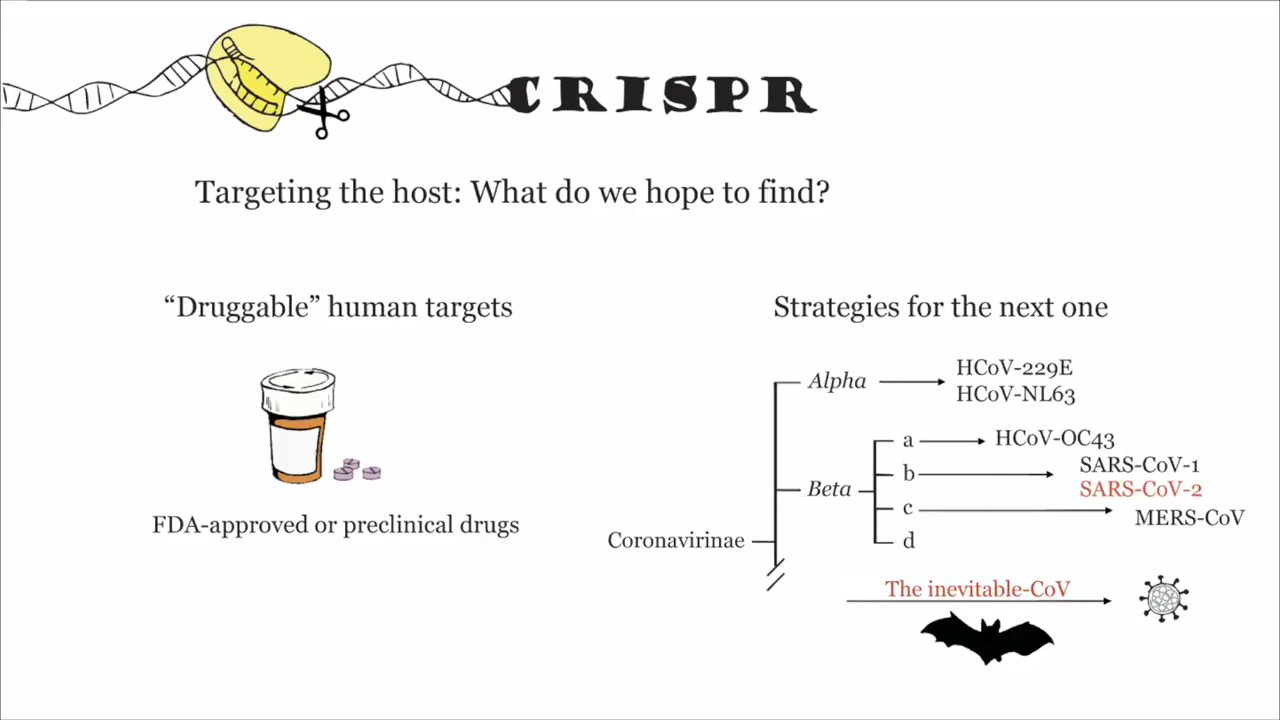 CRISPR
Targeting the host: What do we hope to find?
“Druggable” human targets
FDA-approved or preclinical drugs
Strategies for the next one
Coronavirinae
Alpha
HCoV-229E
HCoV-NL63
Beta
a
HCoV-OC43
b
SARS-CoV-1
SARS-CoV-2
c
MERS-CoV
d
The inevitable-CoV